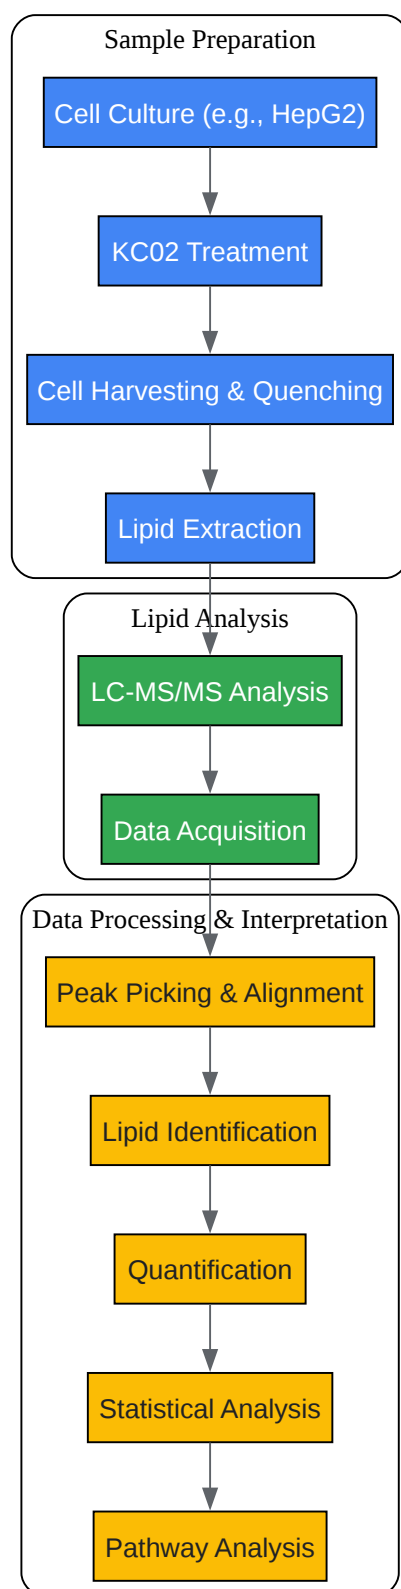 Sample Preparation
Cell Culture (e.g., HepG2)
KC02 Treatment
Cell Harvesting & Quenching
Lipid Extraction
Lipid Analysis
LC-MS/MS Analysis
Data Acquisition
Data Processing & Interpretation
Peak Picking & Alignment
Lipid Identification
Quantification
Statistical Analysis
Pathway Analysis